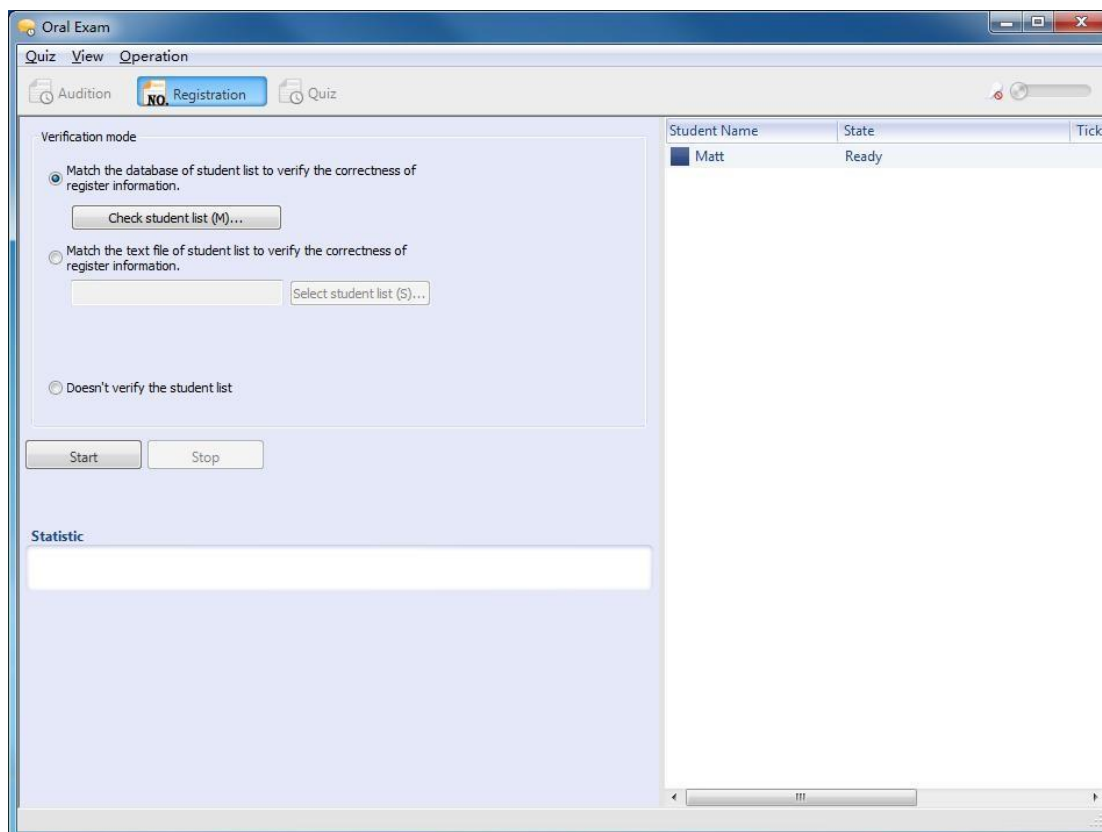 Oral Exam
Quiz View Operation
Audition NO. Registration Quiz
Verification mode
Match the database of student list to verify the correctness of
register information.
Check student list (M)...
Match the text file of student list to verify the correctness of
register information.
Select student list (S)...
Doesn't verify the student list
Start Stop
Statistic
Student Name State Tick
Matt Ready